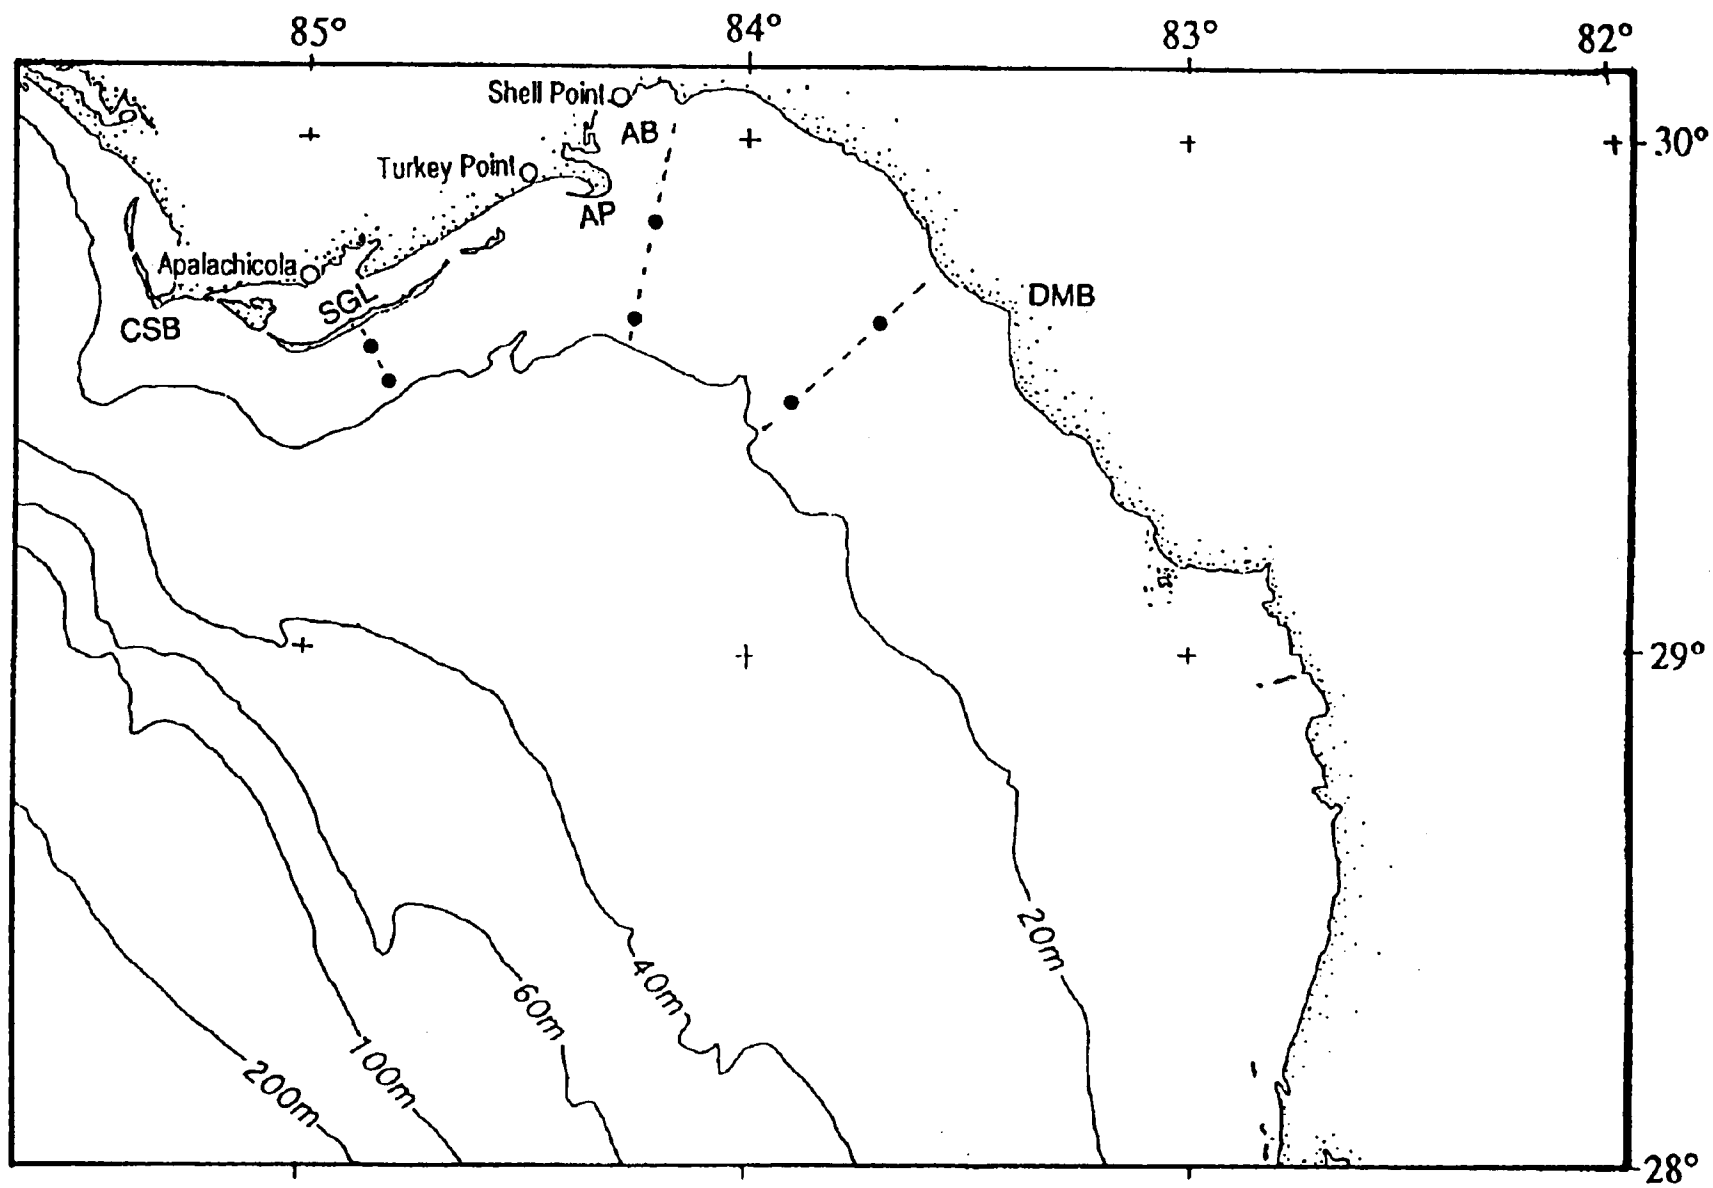 85° 84° 83° 82°
Shell Point
AB
30°
Turkey Point
AP
Apalachicola
SGL
DMB
CSB
29°
20m
40m
60m
100m
200m
28°